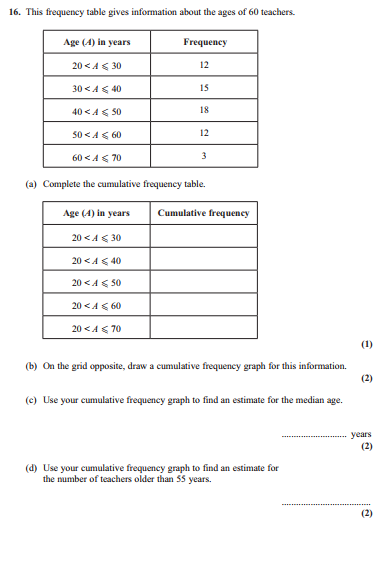 16. This frequency table gives information about the ages of 60 teachers.
Age (A) in years Frequency
20 < A ⩽ 30 12
30 < A ⩽ 40 15
40 < A ⩽ 50 18
50 < A ⩽ 60 12
60 < A ⩽ 70 3
(a) Complete the cumulative frequency table.
Age (A) in years Cumulative frequency
20 < A ⩽ 30
20 < A ⩽ 40
20 < A ⩽ 50
20 < A ⩽ 60
20 < A ⩽ 70
(1)
(b) On the grid opposite, draw a cumulative frequency graph for this information.
(2)
(c) Use your cumulative frequency graph to find an estimate for the median age.
.......................... years
(2)
(d) Use your cumulative frequency graph to find an estimate for
the number of teachers older than 55 years.
...................................
(2)